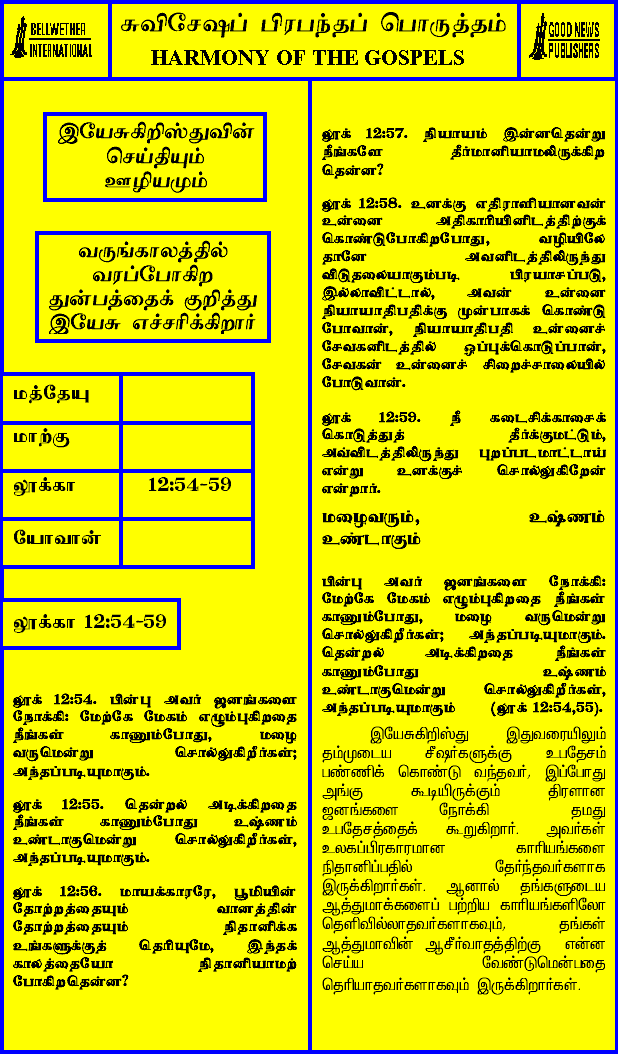 BELLWETHER
INTERNATIONAL
சுவிசேஷப் பிரபந்தப் பொருத்தம்
HARMONY OF THE GOSPELS
GOOD NEWS
PUBLISHERS
இயேசுகிறிஸ்துவின்
செய்தியும்
ஊழியமும்
வருங்காலத்தில்
வரப்போகிற
துன்பத்தைக் குறித்து
இயேசு எச்சரிக்கிறார்
மத்தேயு
மாற்கு
லூக்கா 12:54-59
யோவான்
லூக்கா 12:54-59
லூக் 12:54. பின்பு அவர் ஜனங்களை
நோக்கி: மேற்கே மேகம் எழும்புகிறதை
நீங்கள் காணும்போது, மழை
வருமென்று சொல்லுகிறீர்கள்;
அந்தப்படியுமாகும்.
லூக் 12:55. தென்றல் அடிக்கிறதை
நீங்கள் காணும்போது உஷ்ணம்
உண்டாகுமென்று சொல்லுகிறீர்கள்,
அந்தப்படியுமாகும்.
லூக் 12:56. மாயக்காரரே, பூமியின்
தோற்றத்தையும் வானத்தின்
தோற்றத்தையும் நிதானிக்க
உங்களுக்குத் தெரியுமே, இந்தக்
காலத்தையோ நிதானியாமற்
போகிறதென்ன?
லூக் 12:57. நியாயம் இன்னதென்று
நீங்களே தீர்மானியாமலிருக்கிற
தென்ன?
லூக் 12:58. உனக்கு எதிராளியானவன்
உன்னை அதிகாரியினிடத்திற்குக்
கொண்டுபோகிறபோது, வழியிலே
தானே அவனிடத்திலிருந்து
விடுதலையாகும்படி பிரயாசப்படு,
இல்லாவிட்டால், அவன் உன்னை
நியாயாதிபதிக்கு முன்பாகக் கொண்டு
போவான், நியாயாதிபதி உன்னைச்
சேவகனிடத்தில் ஒப்புக்கொடுப்பான்,
சேவகன் உன்னைச் சிறைச்சாலையில்
போடுவான்.
லூக் 12:59. நீ கடைசிக்காசைக்
கொடுத்துத் தீர்க்குமட்டும்,
அவ்விடத்திலிருந்து புறப்படமாட்டாய்
என்று உனக்குச் சொல்லுகிறேன்
என்றார்.
மழைவரும், உஷ்ணம்
உண்டாகும்
பின்பு அவர் ஜனங்களை நோக்கி:
மேற்கே மேகம் எழும்புகிறதை நீங்கள்
காணும்போது, மழை வருமென்று
சொல்லுகிறீர்கள்; அந்தப்படியுமாகும்.
தென்றல் அடிக்கிறதை நீங்கள்
காணும்போது உஷ்ணம்
உண்டாகுமென்று சொல்லுகிறீர்கள்,
அந்தப்படியுமாகும் (லூக் 12:54,55).
இயேசுகிறிஸ்து இதுவரையிலும்
தம்முடைய சீஷர்களுக்கு உபதேசம்
பண்ணிக் கொண்டு வந்தவர், இப்போது
அங்கு கூடியிருக்கும் திரளான
ஜனங்களை நோக்கி தமது
உபதேசத்தைக் கூறுகிறார். அவர்கள்
உலகப்பிரகாரமான காரியங்களை
நிதானிப்பதில் தேர்ந்தவர்களாக
இருக்கிறார்கள். ஆனால் தங்களுடைய
ஆத்துமாக்களைப் பற்றிய காரியங்களிலோ
தெளிவில்லாதவர்களாகவும், தங்கள்
ஆத்துமாவின் ஆசீர்வாதத்திற்கு என்ன
செய்ய வேண்டுமென்பதை
தெரியாதவர்களாகவும் இருக்கிறார்கள்.